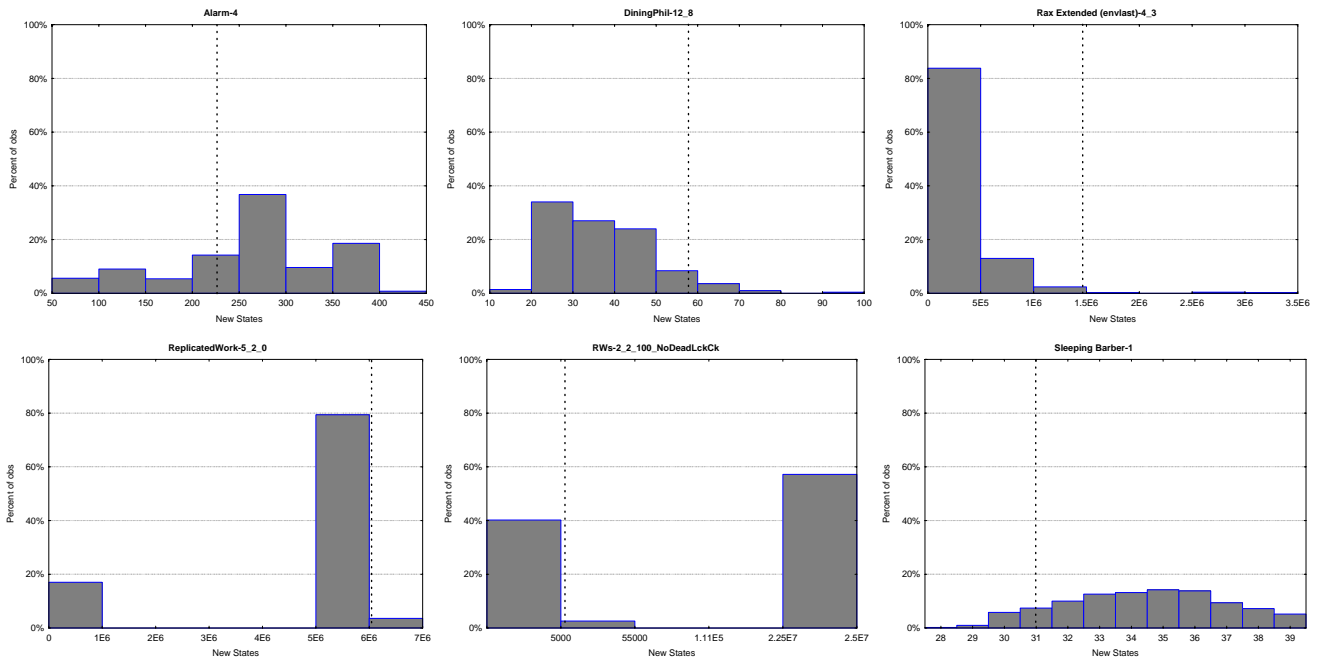 Alarm-4
100%
80%
60%
40%
20%
0%
Percent of obs
50 100 150 200 250 300 350 400 450
New States
DiningPhil-12_8
100%
80%
60%
40%
20%
0%
Percent of obs
10 20 30 40 50 60 70 80 90 100
New States
Rax Extended (envlast)-4_3
100%
80%
60%
40%
20%
0%
Percent of obs
0 5E5 1E6 1.5E6 2E6 2.5E6 3E6 3.5E6
New States
ReplicatedWork-5_2_0
100%
80%
60%
40%
20%
0%
Percent of obs
0 1E6 2E6 3E6 4E6 5E6 6E6 7E6
New States
RWs-2_2_100_NoDeadLckCk
100%
80%
60%
40%
20%
0%
Percent of obs
5000 55000 1.11E5 2.25E7 2.5E7
New States
Sleeping Barber-1
100%
80%
60%
40%
20%
0%
Percent of obs
28 29 30 31 32 33 34 35 36 37 38 39
New States